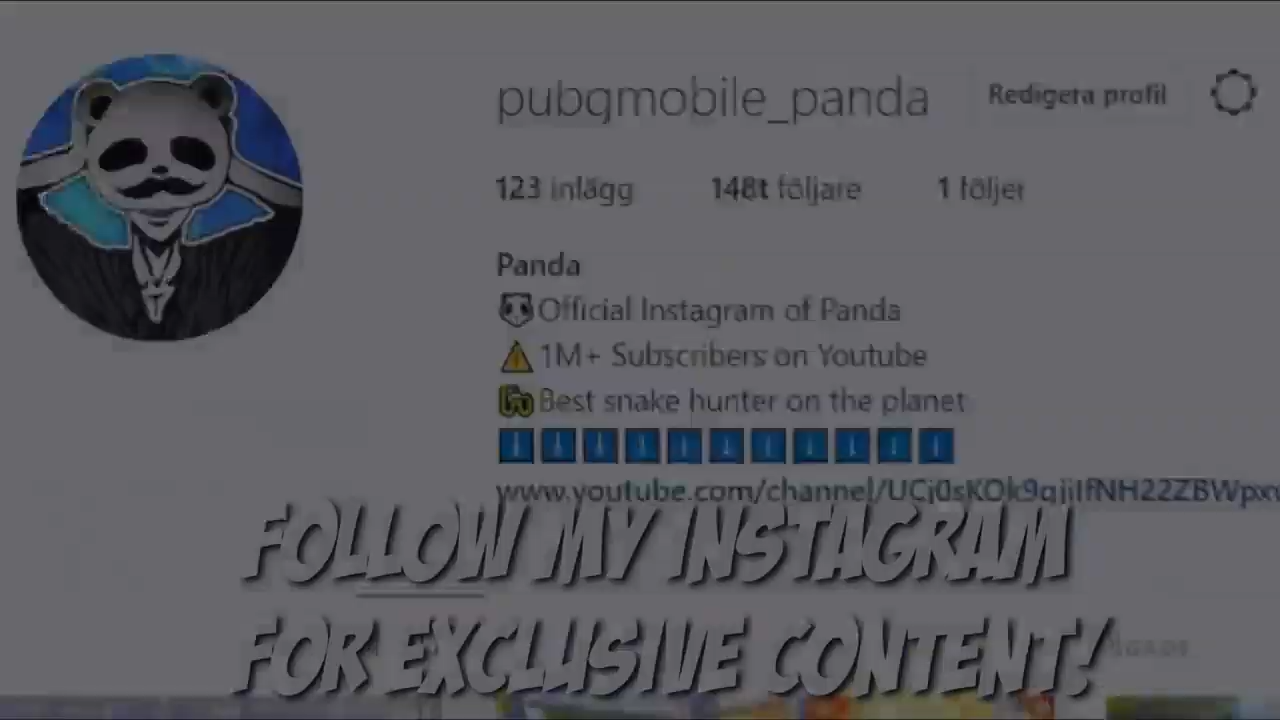 pubgmobile_panda Redigera profil
123 inlägg 148t följare 1 följer
Panda
Official Instagram of Panda
1M+ Subscribers on Youtube
Best snake hunter on the planet
FOLLOW MY INSTAGRAM
FOR EXCLUSIVE CONTENT!